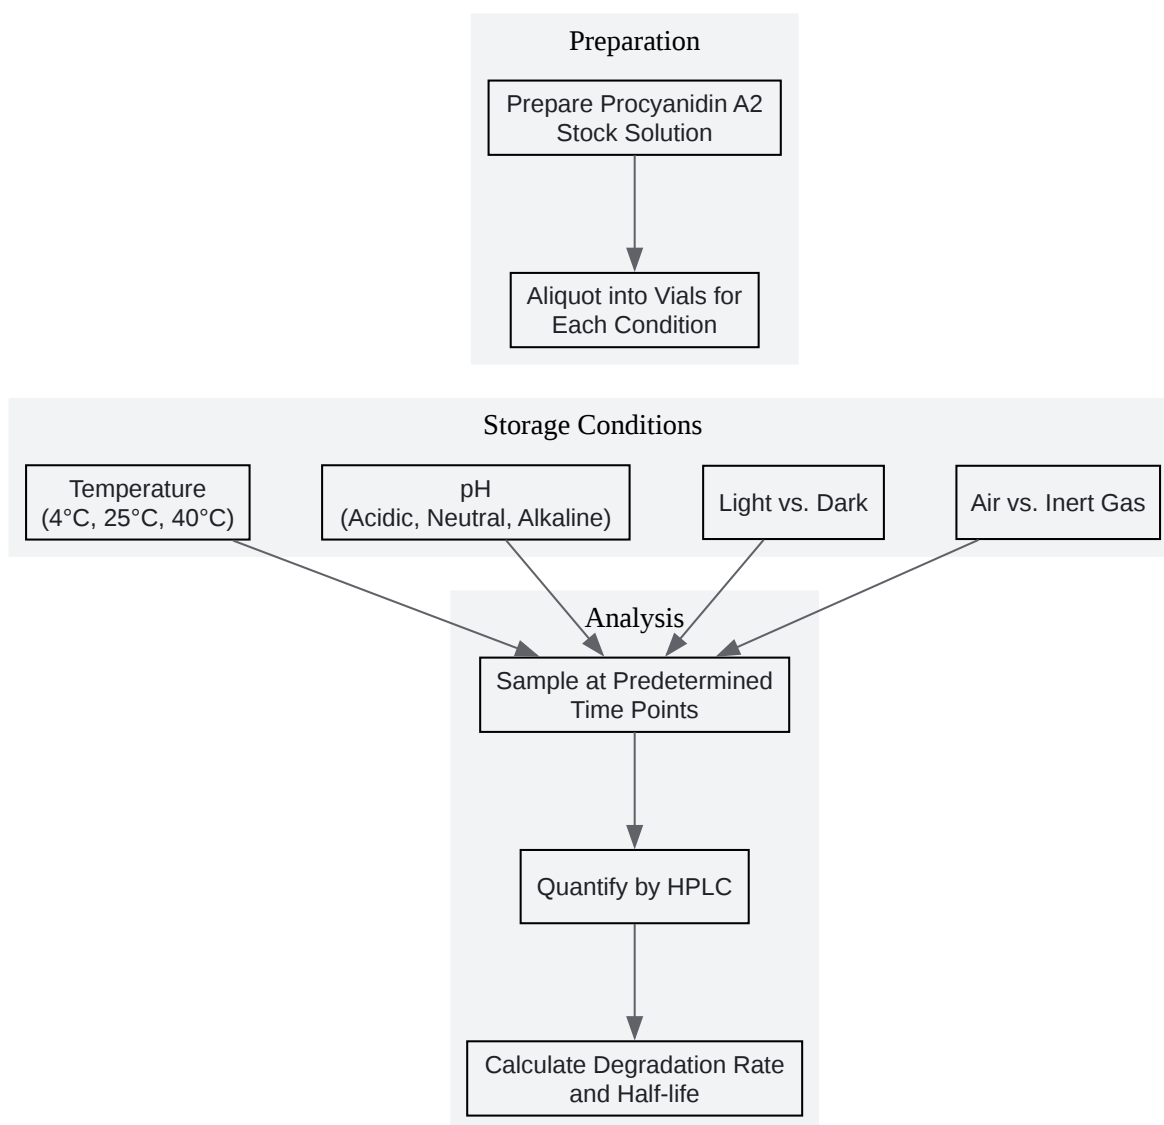 Preparation
Prepare Procyanidin A2
Stock Solution
Aliquot into Vials for
Each Condition
Storage Conditions
Temperature
(4°C, 25°C, 40°C)
pH
(Acidic, Neutral, Alkaline)
Light vs. Dark
Air vs. Inert Gas
Analysis
Sample at Predetermined
Time Points
Quantify by HPLC
Calculate Degradation Rate
and Half-life